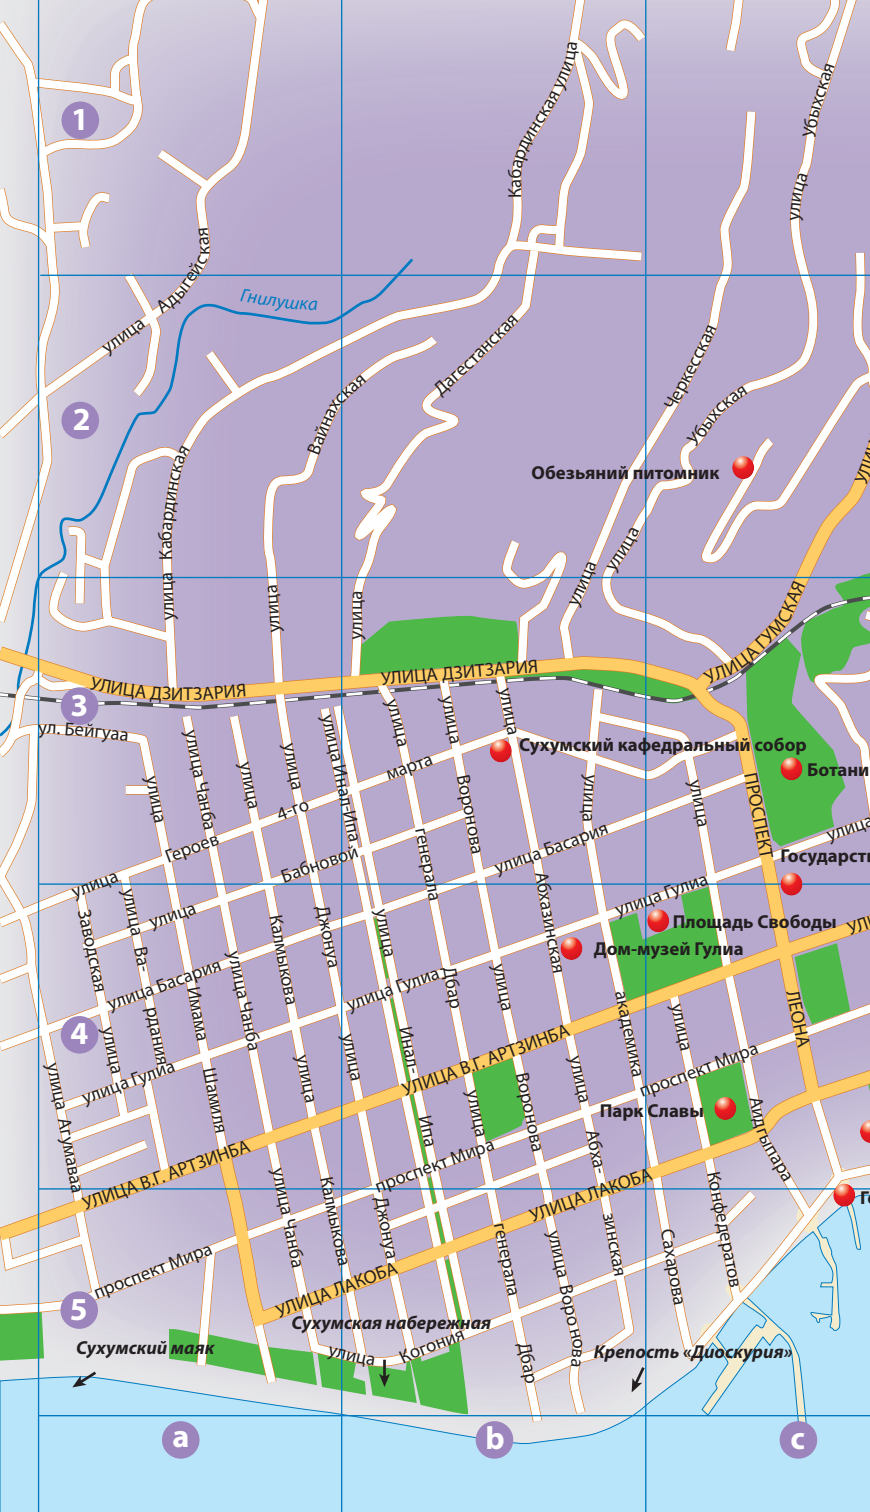 Кабардинская улица
убыхская
улица
1
улица Адыгейская
Гнилушка
Дагестанская
Черкесская
Вайнахская
Убыхская
2
Обезьяний питомник
улица Кабардинская
улица
улица
улица
улица
УЛИЦА ГУМСКАЯ
УЛИЦА ДЗИТЗАРИЯ
УЛИЦА ДЗИТЗАРИЯ
3
ул. Бейгуаа
улица
улица
улица
Сухумский кафедральный собор
марта
4-го
Героев
улица
улица Чанба
улица
улица
улица Инал-Ипа
Воронова
генерала
улица
улица
улица
ПРОСПЕКТ
Ботани
улица
улица Басария
Бабновой
улица
Государств
улица Гулиа
Площадь Свободы
Дом-музей Гулиа
Заводская
улица Ва-
рдания
улица Басария
улица Чанба
Калмыкова
Джонуа
улица
улица Гулиа
Дбар
улица
Абхазинская
4
улица
улица Гулиа
Имама
Шамиля
улица
улица
Инал-
Ипа
УЛИЦА В.Г. АРТЗИНБА
улица
Воронова
улица
академика
улица
ЛЕОНА
проспект Мира
Парк Славы
Аидгылара
улица Агумаваа
УЛИЦА В.Г. АРТЗИНБА
проспект Мира
Абха-
зинская
УЛИЦА ЛАКОБА
Конфедератов
Сахарова
улица Чанба
Калмыкова
Джонуа
генерала
Дбар
улица Воронова
проспект Мира
УЛИЦА ЛАКОБА
5
Сухумская набережная
Сухумский маяк
улица Когония
Крепость «Диоскурия»
a
b
c